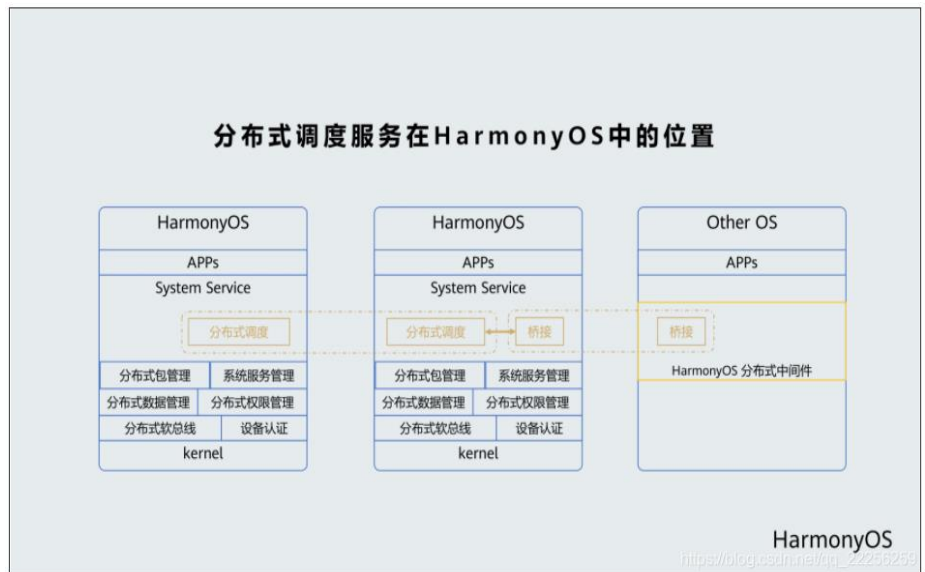 分布式调度服务在HarmonyOS中的位置
HarmonyOS
APPs
System Service
分布式调度
分布式包管理 系统服务管理
分布式数据管理 分布式权限管理
分布式软总线 设备认证
kernel
HarmonyOS
APPs
System Service
分布式调度 桥接
分布式包管理 系统服务管理
分布式数据管理 分布式权限管理
分布式软总线 设备认证
kernel
Other OS
APPs
桥接
HarmonyOS 分布式中间件
HarmonyOS
https://blog.csdn.net/qq_22256259